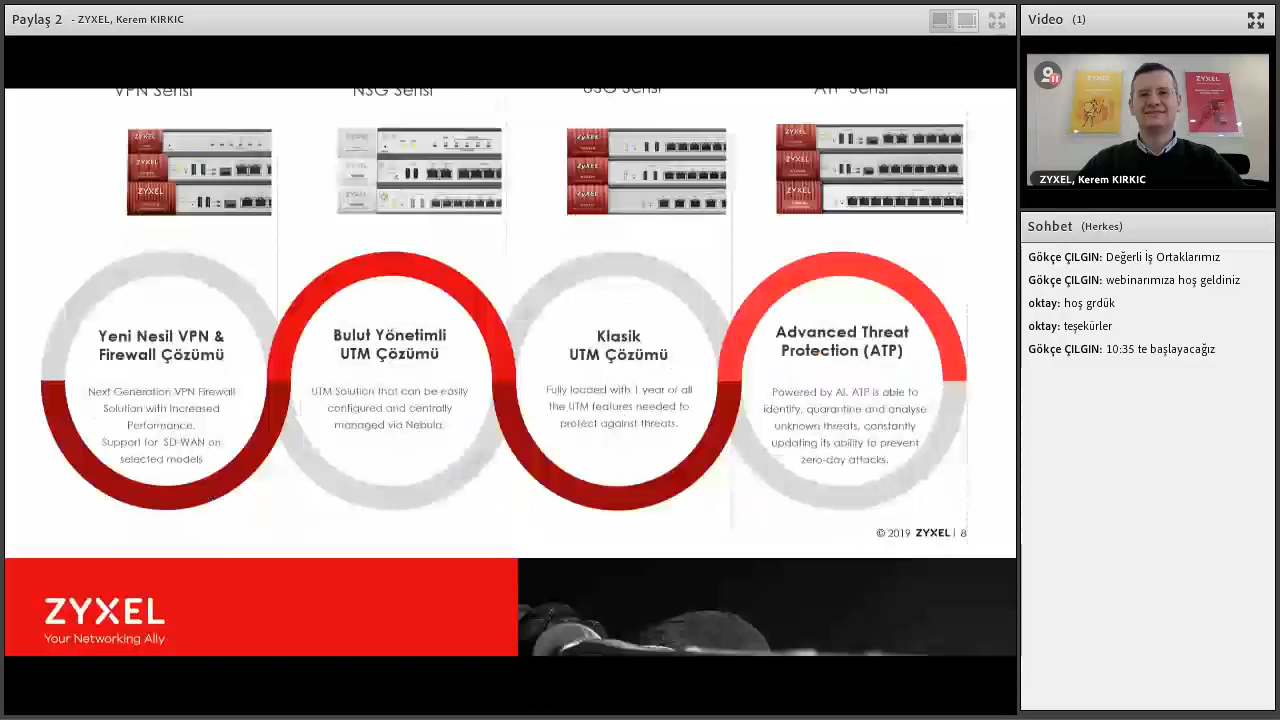 Paylaş 2 - ZYXEL, Kerem KIRKIC
VPN Serisi
NSG Serisi
USG Serisi
ATP Serisi
Yeni Nesil VPN &
Firewall Çözümü
Next Generation VPN Firewall
Solution with Increased
Performance.
Support for SD-WAN on
selected models
Bulut Yönetimli
UTM Çözümü
UTM Solution that can be easily
configured and centrally
managed via Nebula.
Klasik
UTM Çözümü
Fully loaded with 1 year of all
the UTM features needed to
protect against threats.
Advanced Threat
Protection (ATP)
Powered by AI. ATP is able to
identify, quarantine and analyse
unknown threats, constantly
updating its ability to prevent
zero-day attacks.
© 2019 ZYXEL | 8
ZYXEL
Your Networking Ally
Video (1)
ZYXEL
ZYXEL
ZYXEL, Kerem KIRKIC
Sohbet (Herkes)
Gökçe ÇILGIN: Değerli İş Ortaklarımız
Gökçe ÇILGIN: webinarımıza hoş geldiniz
oktay: hoş grdük
oktay: teşekürler
Gökçe ÇILGIN: 10:35 te başlayacağız